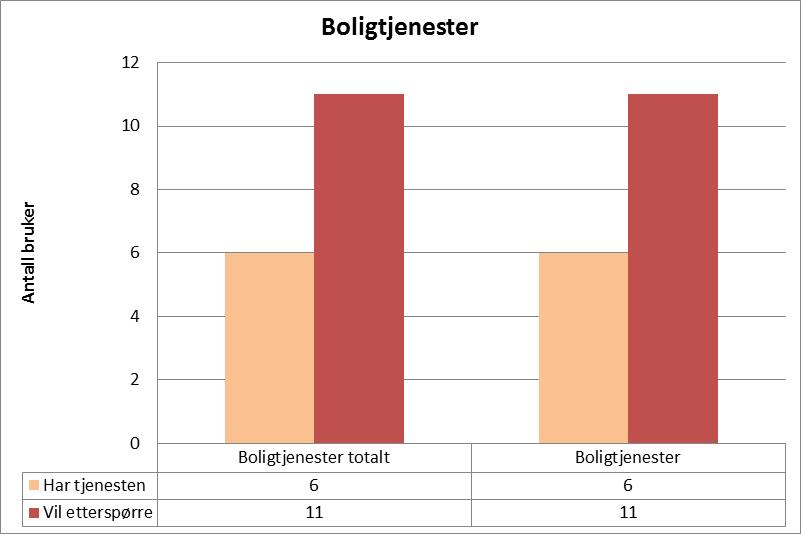 Boligtjenester
12
10
8
6
4
2
0
Antall bruker
Boligtjenester totalt Boligtjenester
Har tjenesten 6 6
Vil etterspørre 11 11